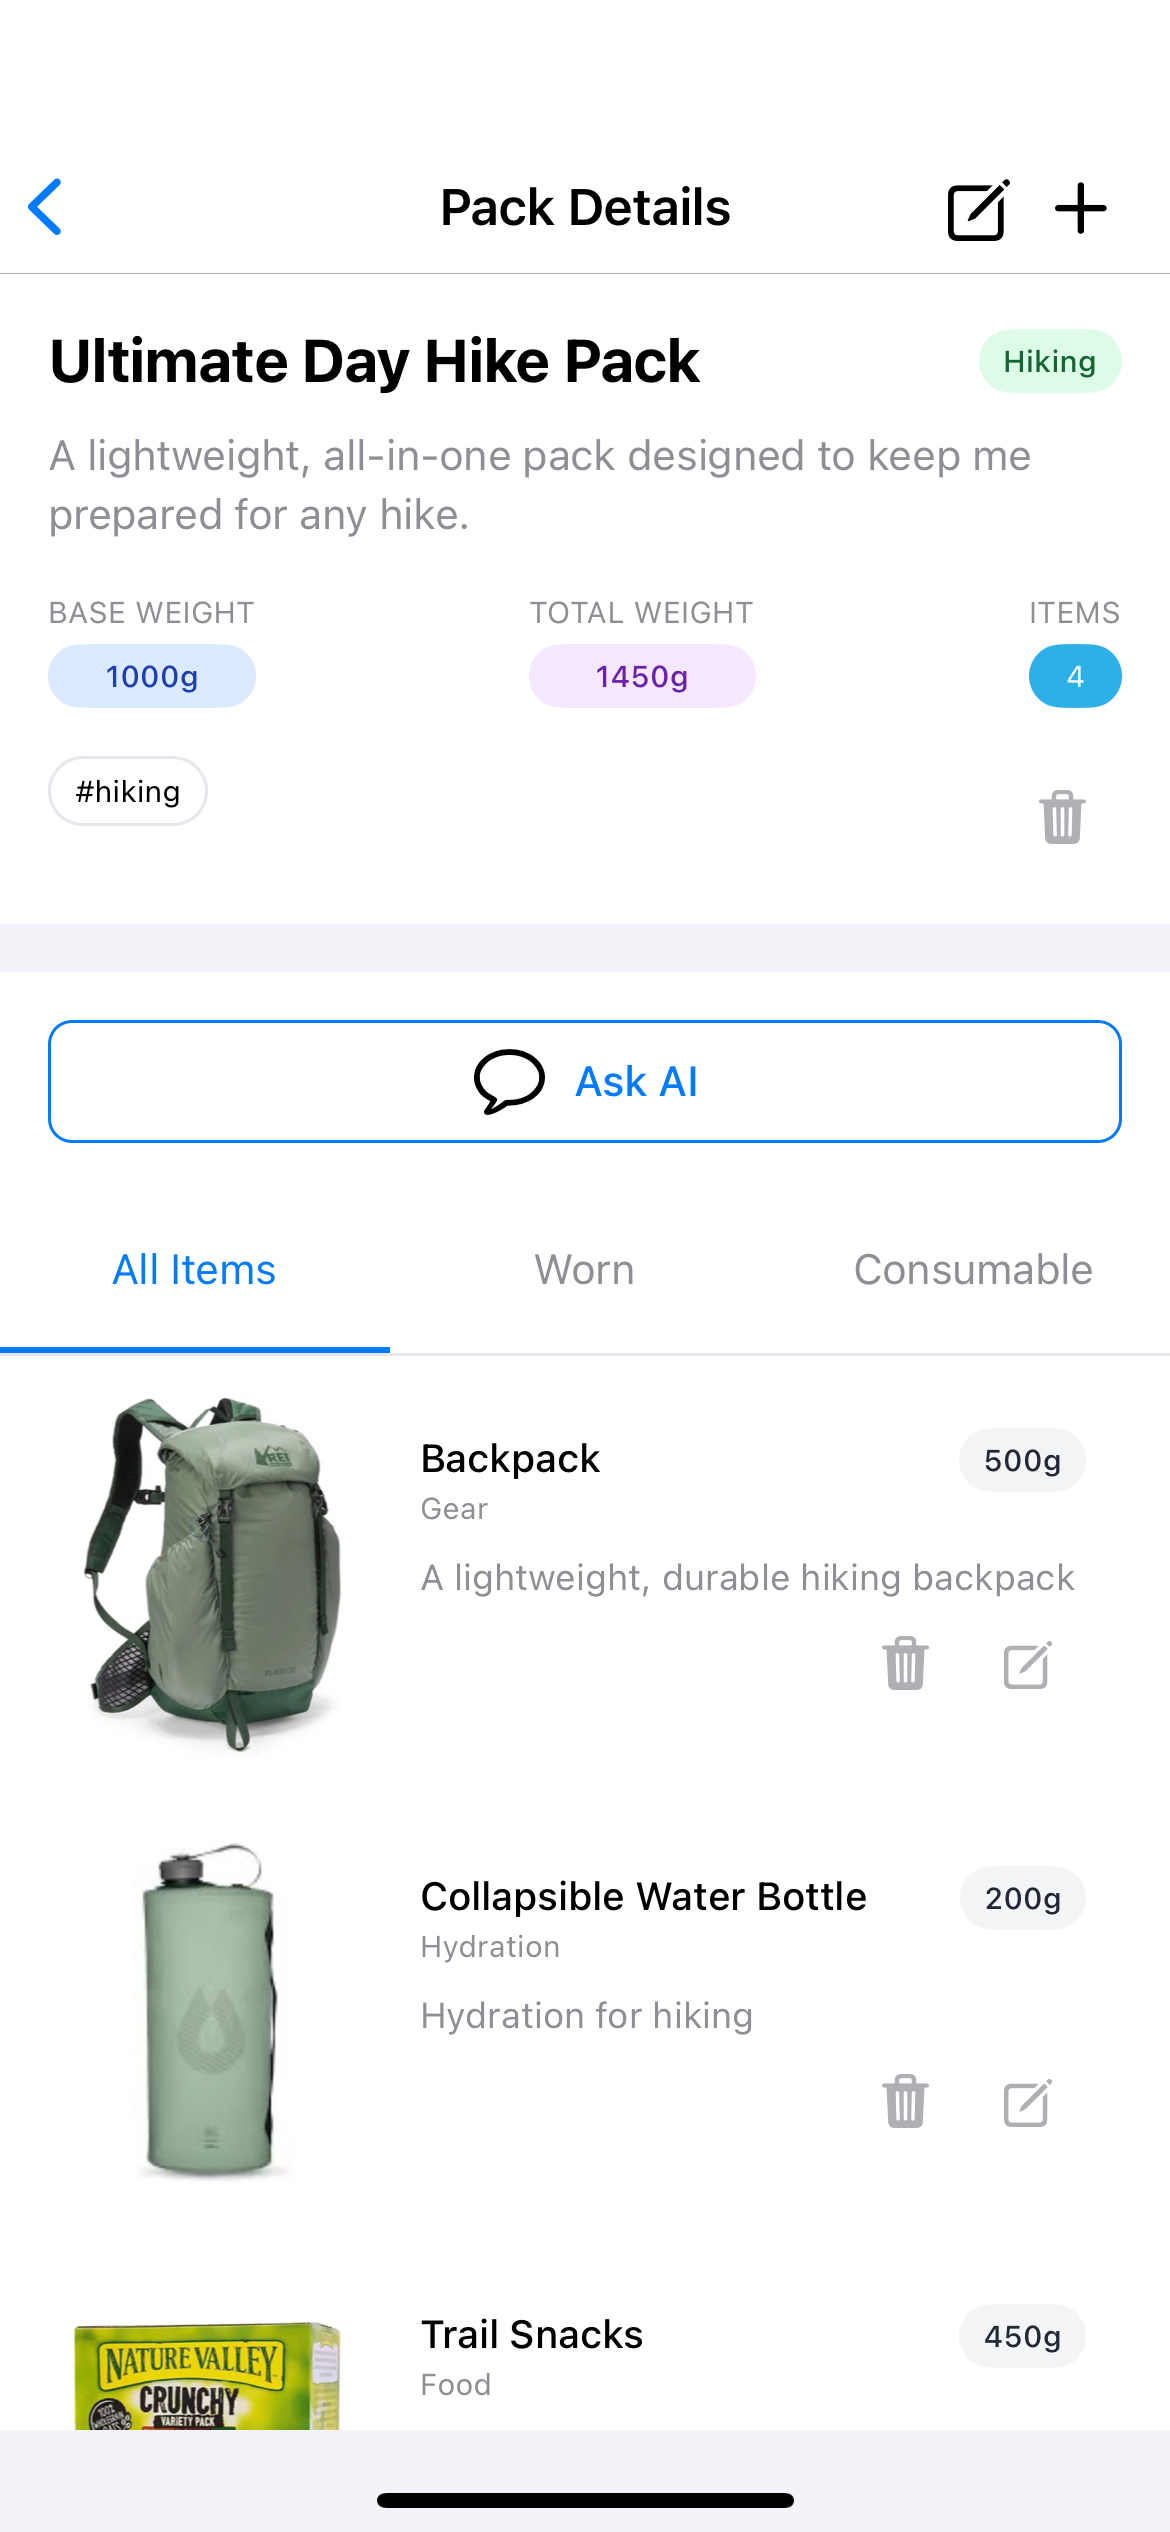 Pack Details
Ultimate Day Hike Pack
Hiking
A lightweight, all-in-one pack designed to keep me
prepared for any hike.
BASE WEIGHT
TOTAL WEIGHT
ITEMS
1000g
1450g
4
#hiking
Ask AI
All Items
Worn
Consumable
REI
Backpack
500g
Gear
A lightweight, durable hiking backpack
Collapsible Water Bottle
200g
Hydration
Hydration for hiking
Trail Snacks
450g
Food
NATURE VALLEY
CRUNCHY
VARIETY PACK